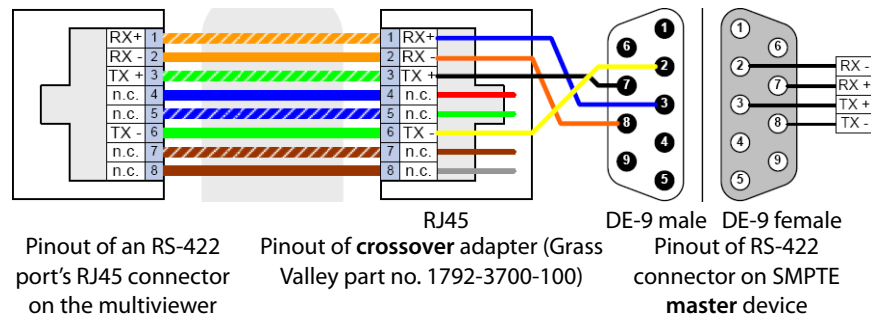 RX+ 1
RX - 2
TX + 3
n.c. 4
n.c. 5
TX - 6
n.c. 7
n.c. 8
1 RX+
2 RX -
3 TX +
4 n.c.
5 n.c.
6 TX -
7 n.c.
8 n.c.
1
6
2
7
3
8
4
9
5
1
6
2
7
3
8
4
9
5
RX -
RX +
TX +
TX -
RJ45
DE-9 male
DE-9 female
Pinout of an RS-422
port's RJ45 connector
on the multiviewer
Pinout of crossover adapter (Grass
Valley part no. 1792-3700-100)
Pinout of RS-422
connector on SMPTE
master device